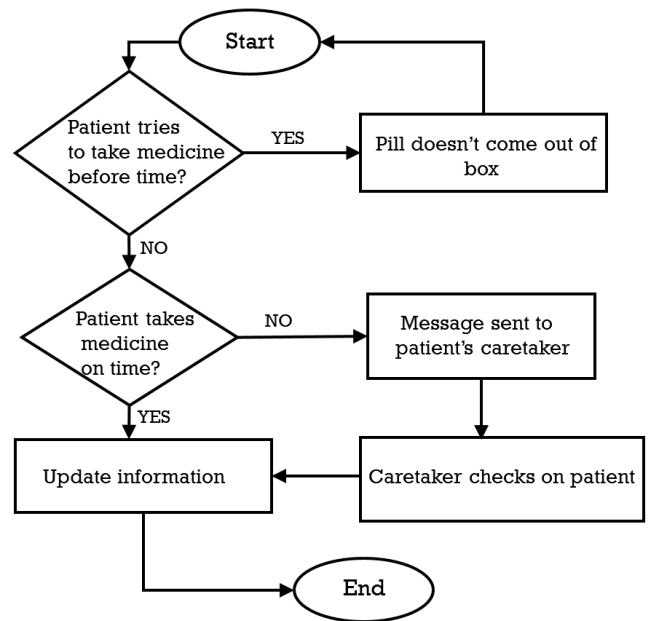 Start
Patient tries
to take medicine
before time?
YES
Pill doesn't come out of
box
NO
Patient takes
medicine
on time?
NO
Message sent to
patient's caretaker
YES
Update information
Caretaker checks on patient
End